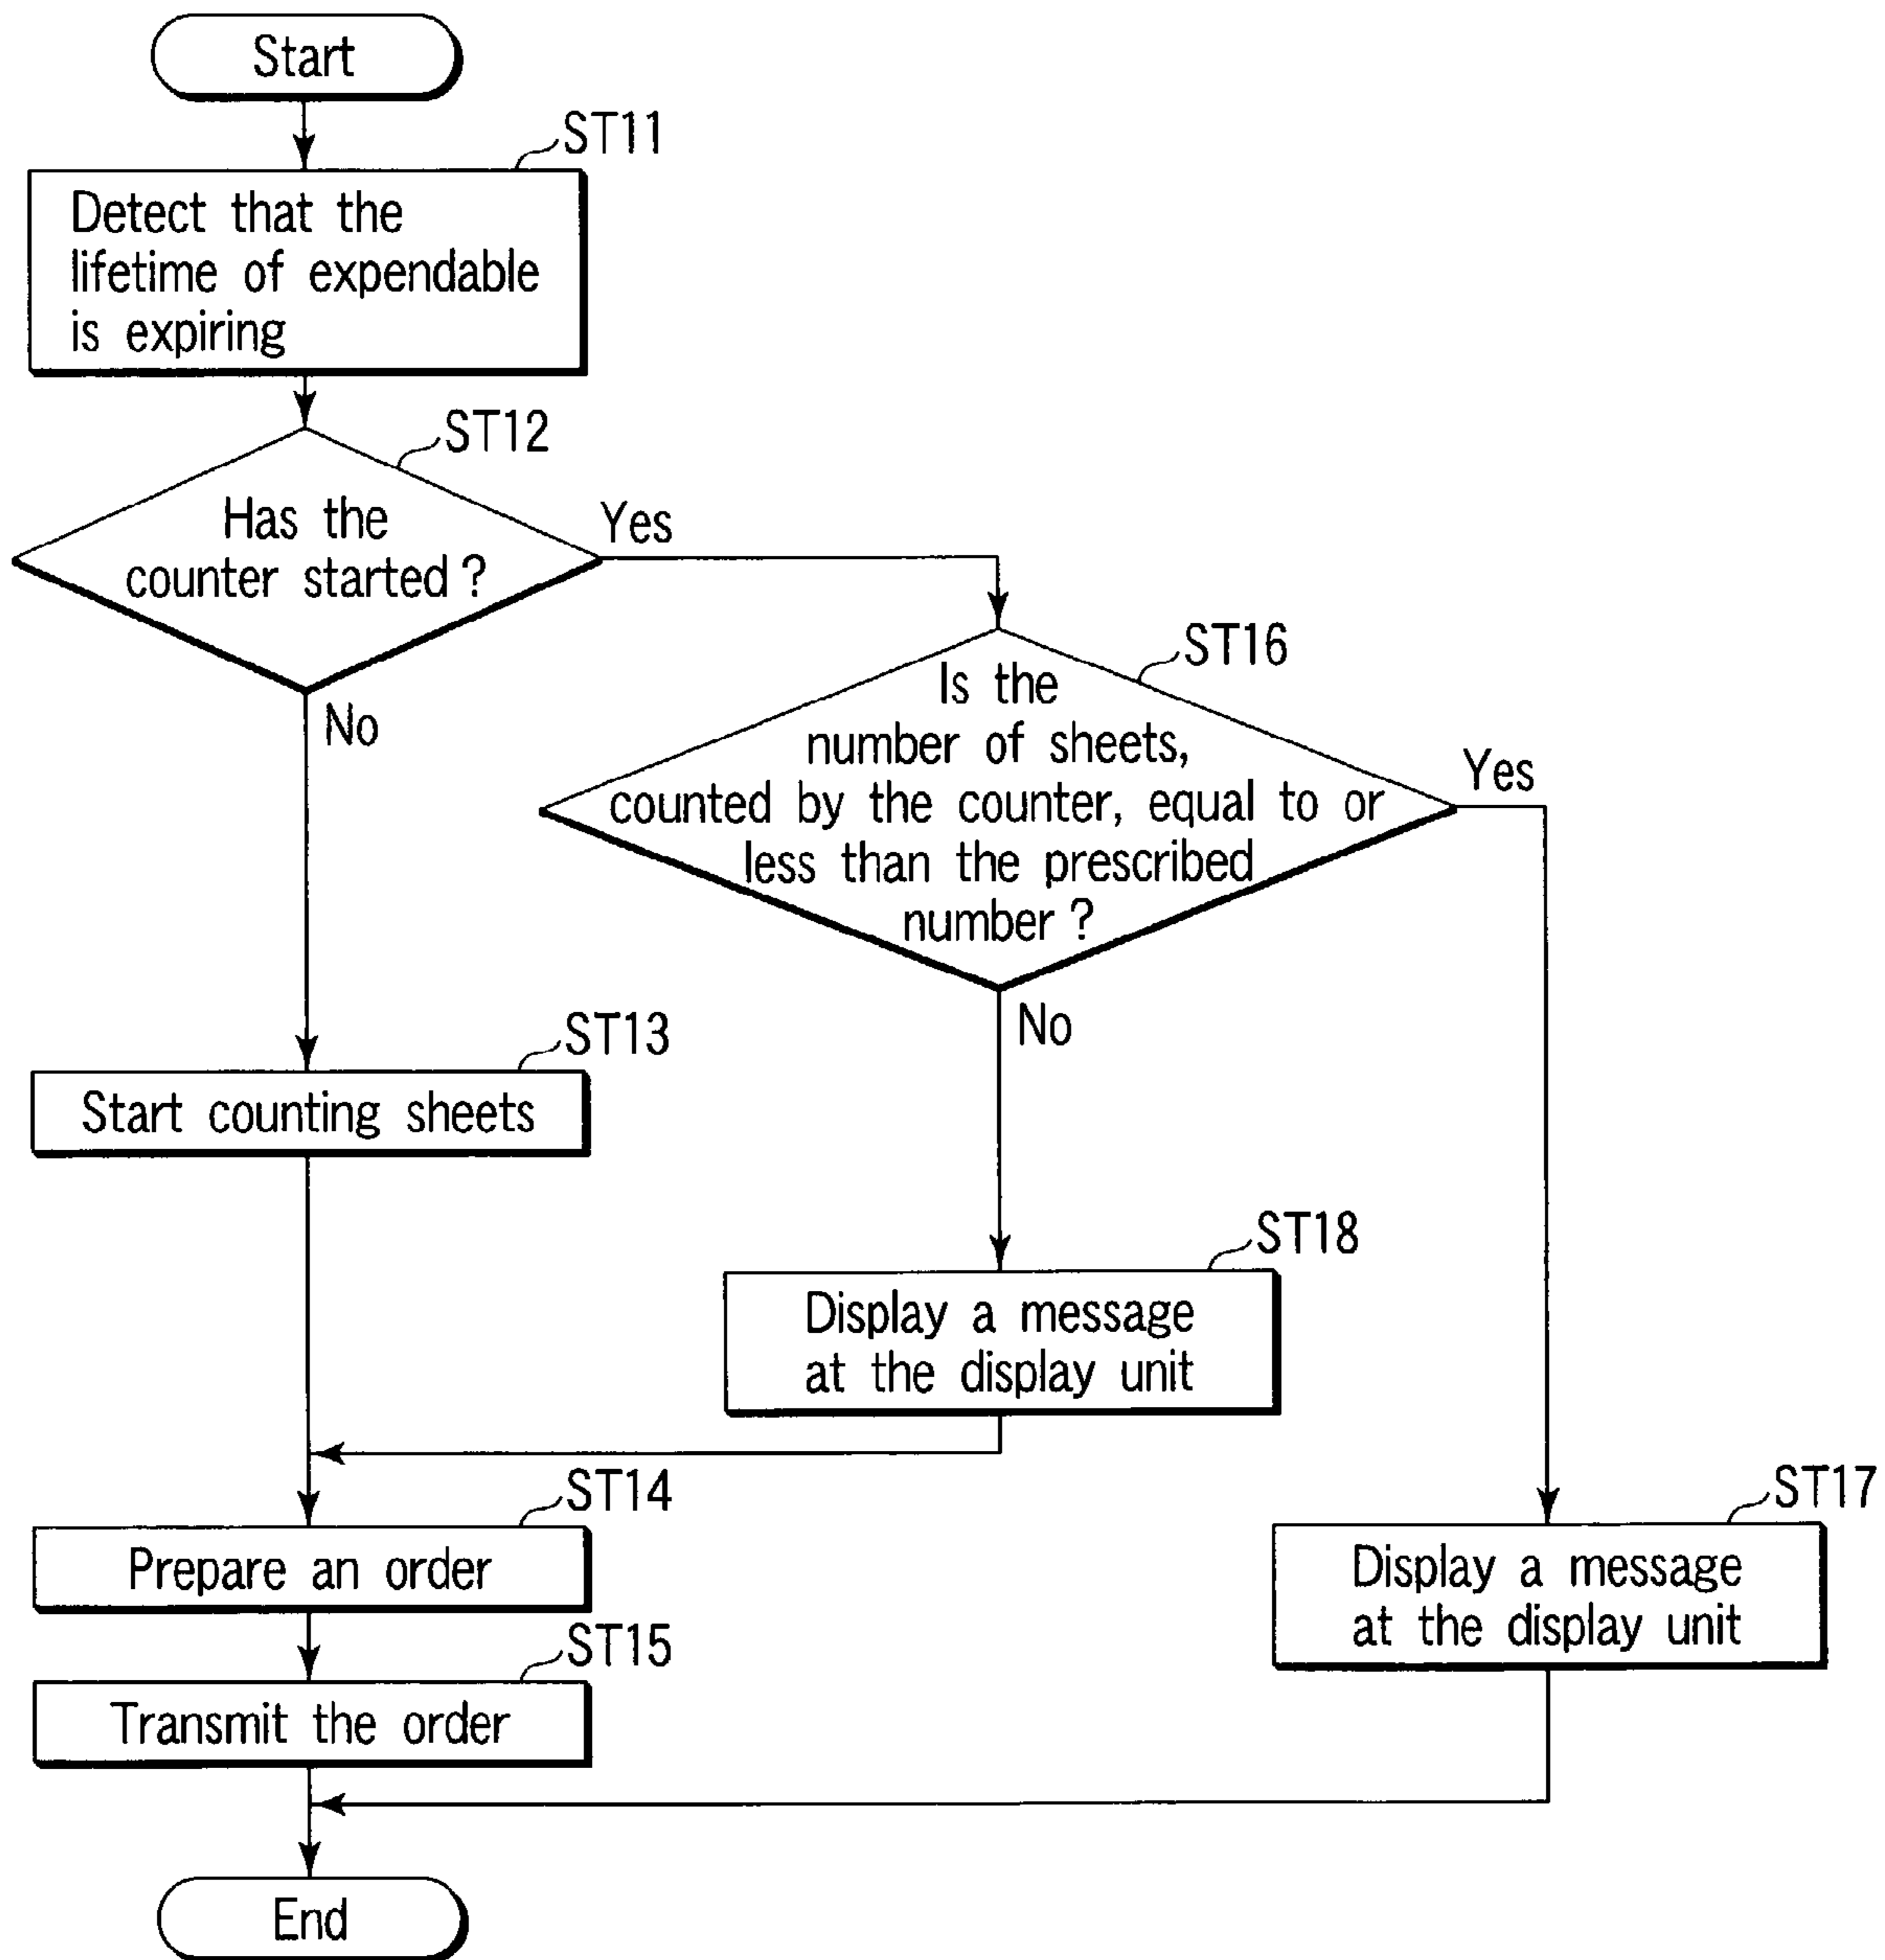 Start
ST11
Detect that the
lifetime of expendable
is expiring
ST12
Has the
counter started?
Yes
No
ST16
Is the
number of sheets,
counted by the counter, equal to or
less than the prescribed
number?
Yes
No
ST13
Start counting sheets
ST18
Display a message
at the display unit
ST14
Prepare an order
ST17
Display a message
at the display unit
ST15
Transmit the order
End